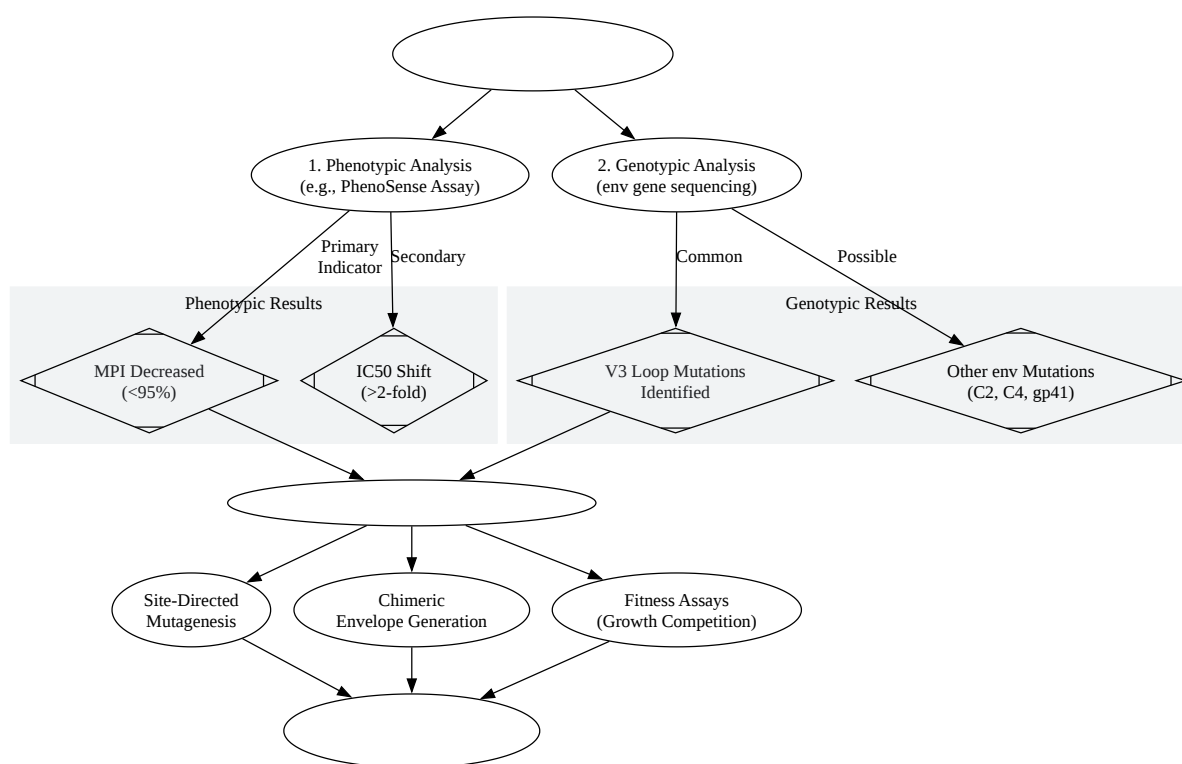 1. Phenotypic Analysis
(e.g., PhenoSense Assay)
2. Genotypic Analysis
(env gene sequencing)
Primary
Indicator
Secondary
Common
Possible
Phenotypic Results
Genotypic Results
MPI Decreased
(<95%)
IC50 Shift
(>2-fold)
V3 Loop Mutations
Identified
Other env Mutations
(C2, C4, gp41)
Site-Directed
Mutagenesis
Chimeric
Envelope Generation
Fitness Assays
(Growth Competition)